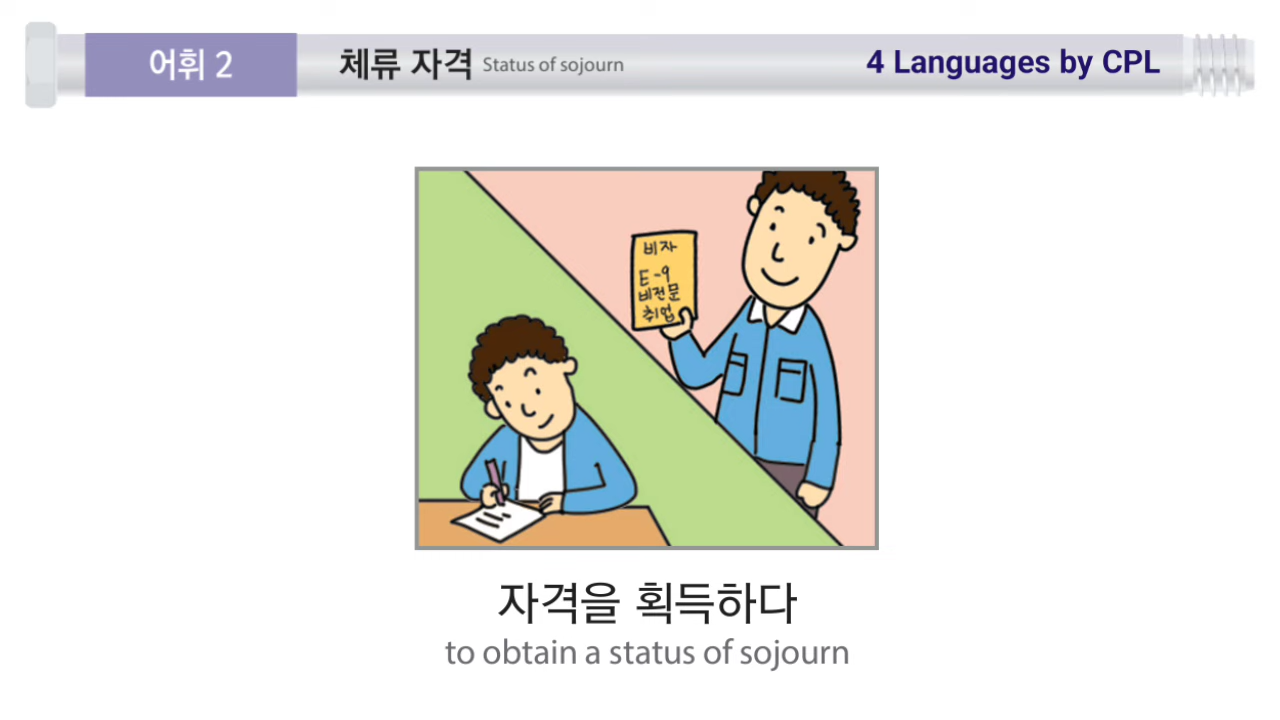 어휘 2
체류 자격 Status of sojourn
4 Languages by CPL
비자
E-9
비전문
취업
자격을 획득하다
to obtain a status of sojourn